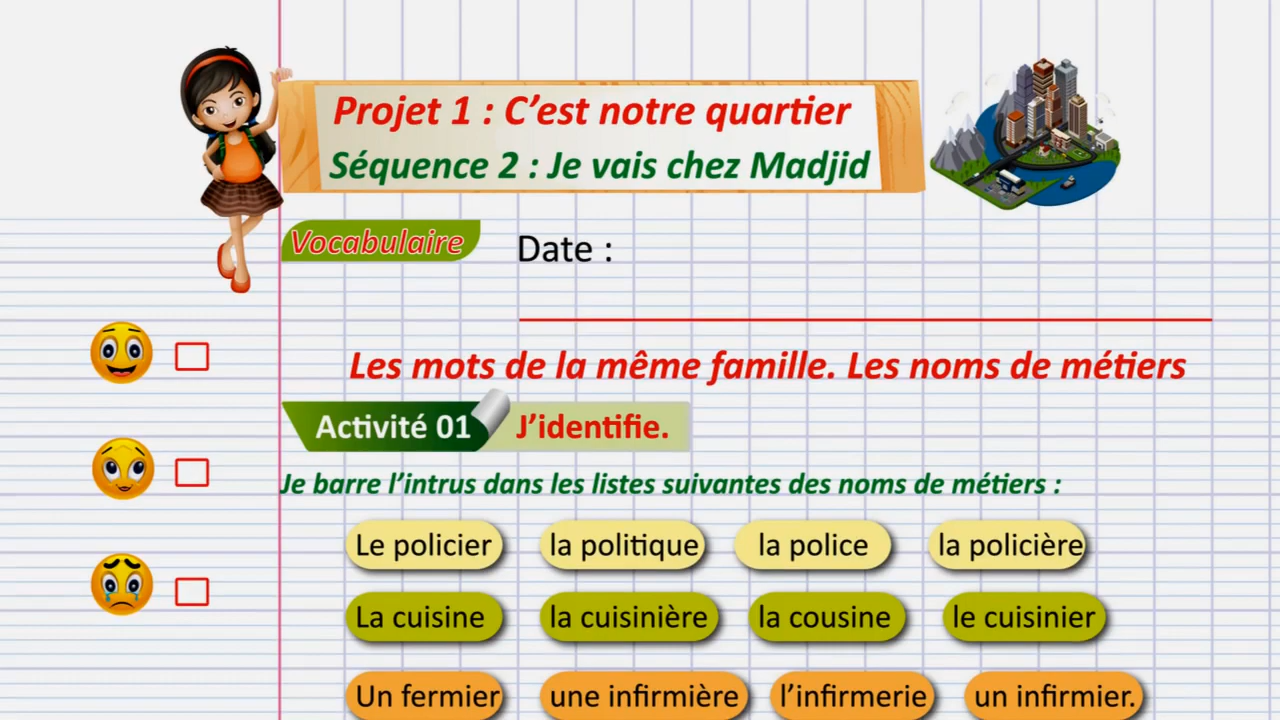 Projet 1 : C’est notre quartier
Séquence 2 : Je vais chez Madjid
Vocabulaire Date :
Les mots de la même famille. Les noms de métiers
Activité 01 J’identifie.
Je barre l’intrus dans les listes suivantes des noms de métiers :
Le policier la politique la police la policière
La cuisine la cuisinière la cousine le cuisinier
Un fermier une infirmière l’infirmerie un infirmier.